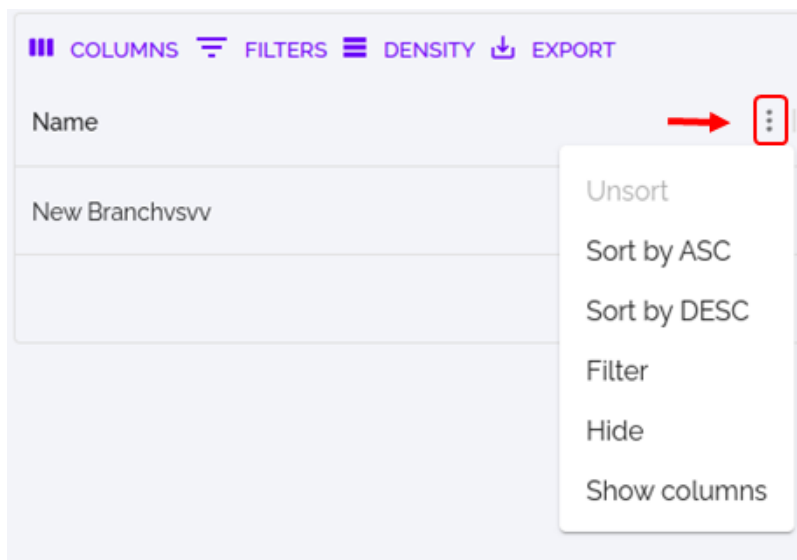 COLUMNS FILTERS DENSITY EXPORT
Name
New Branchvsvv
Unsort
Sort by ASC
Sort by DESC
Filter
Hide
Show columns